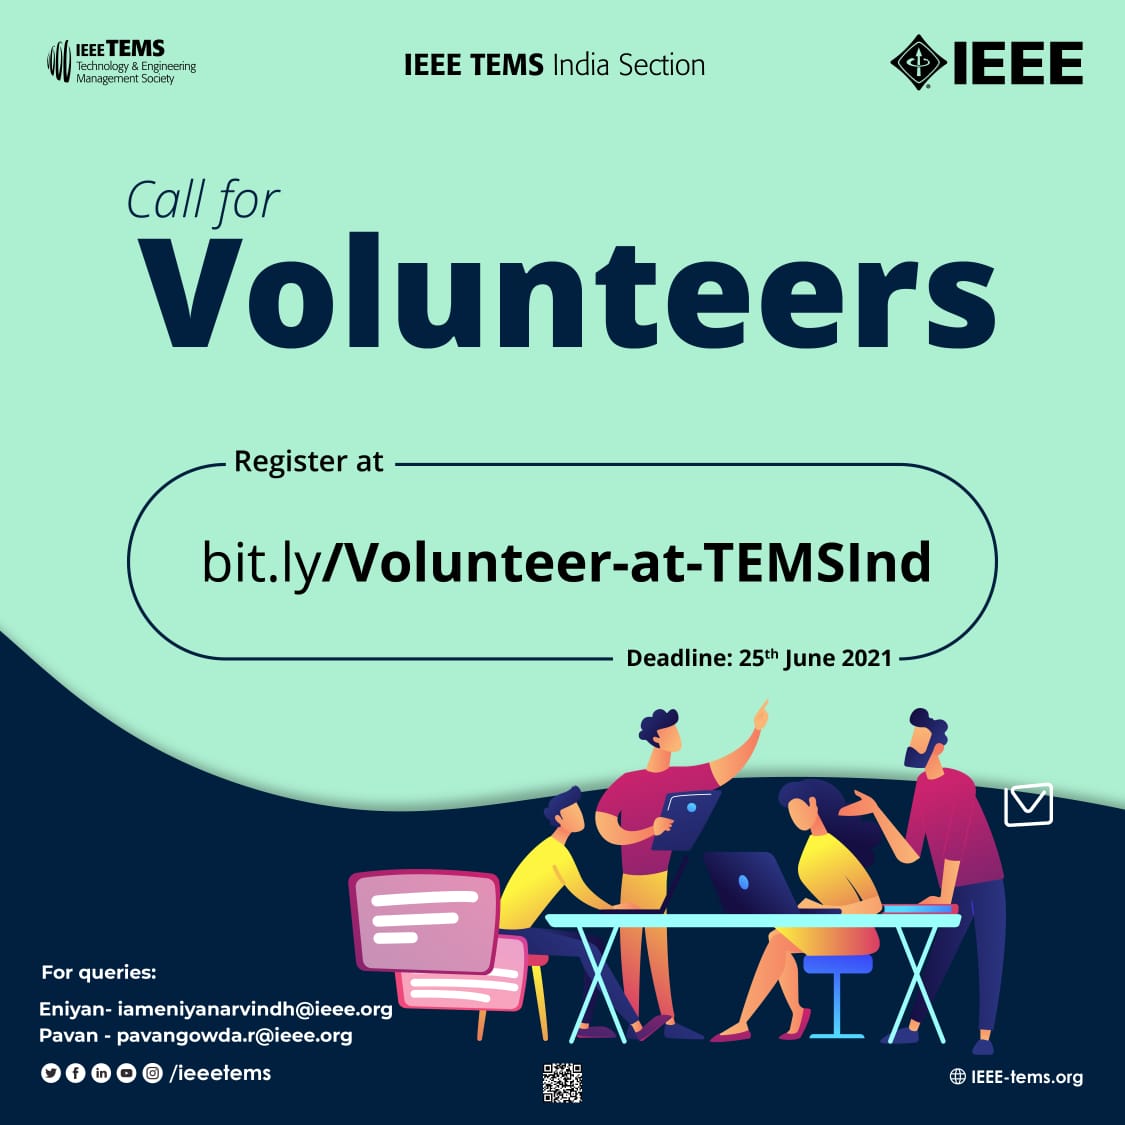 IEEE TEMS
Technology & Engineering
Management Society
IEEE TEMS India Section
IEEE
Call for
Volunteers
Register at
bit.ly/Volunteer-at-TEMSInd
Deadline: 25th June 2021
For queries:
Eniyan- iameniyanarvindh@ieee.org
Pavan - pavangowda.r@ieee.org
/ieeetems
IEEE-tems.org